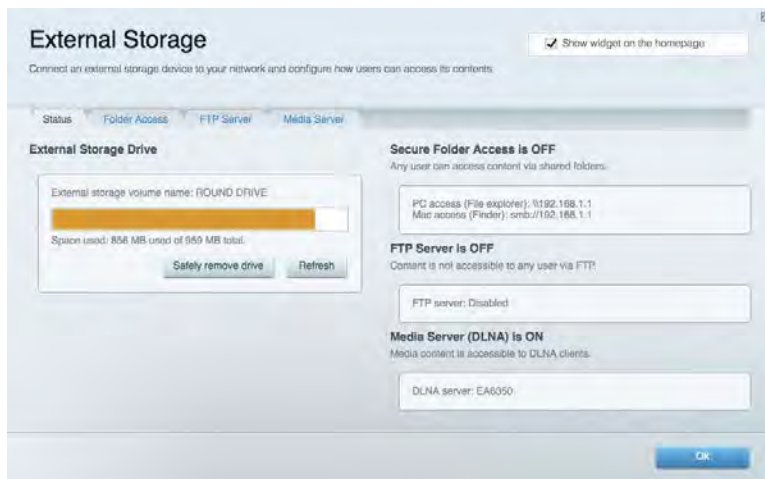 External Storage
Show widget on the homepage
Connect an external storage device to your network and configure how users can access its contents.
Status
Folder Access
FTP Server
Media Server
External Storage Drive
External storage volume name: ROUND DRIVE
Space used: 856 MB used of 959 MB total.
Safely remove drive
Refresh
Secure Folder Access is OFF
Any user can access content via shared folders.
PC access (File explorer): \\192.168.1.1
Mac access (Finder): smb://192.168.1.1
FTP Server is OFF
Content is not accessible to any user via FTP.
FTP server: Disabled
Media Server (DLNA) is ON
Media content is accessible to DLNA clients.
DLNA server: EA6350
Ok